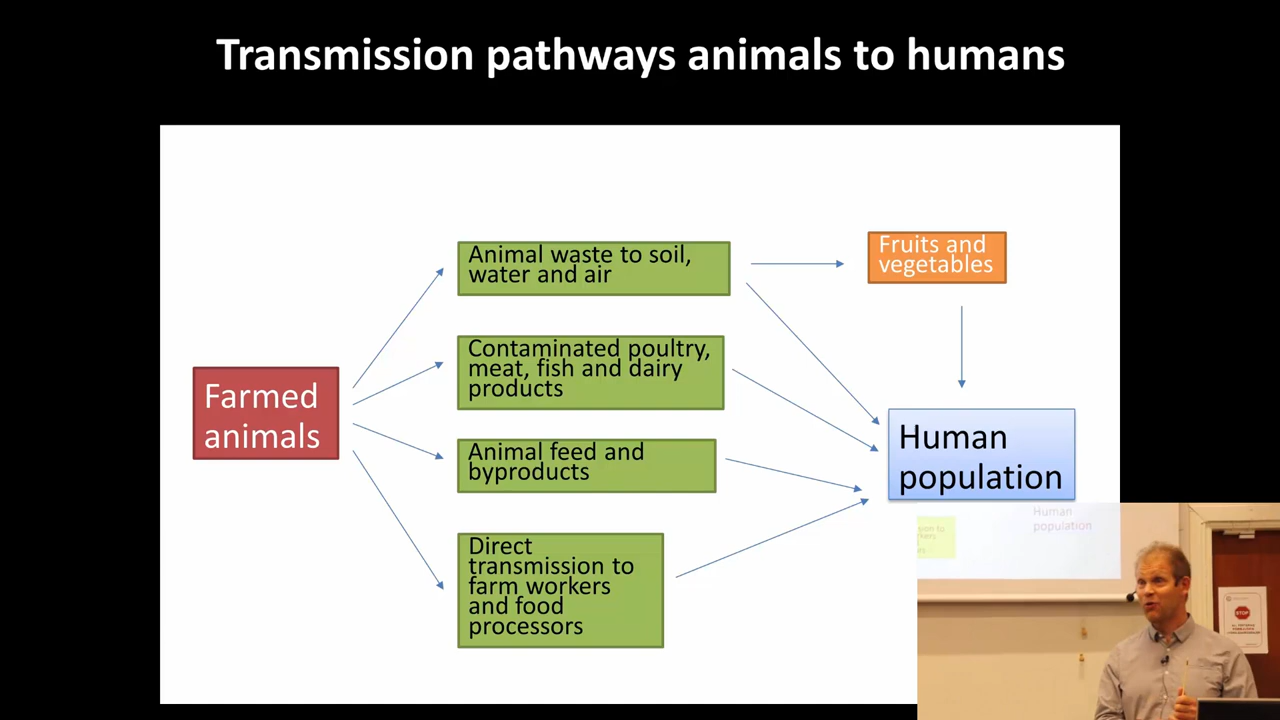 Transmission pathways animals to humans
Animal waste to soil,
water and air
Fruits and
vegetables
Contaminated poultry,
meat, fish and dairy
products
Farmed
animals
Animal feed and
byproducts
Human
population
Direct
transmission to
farm workers
and food
processors
Human
population
STOP